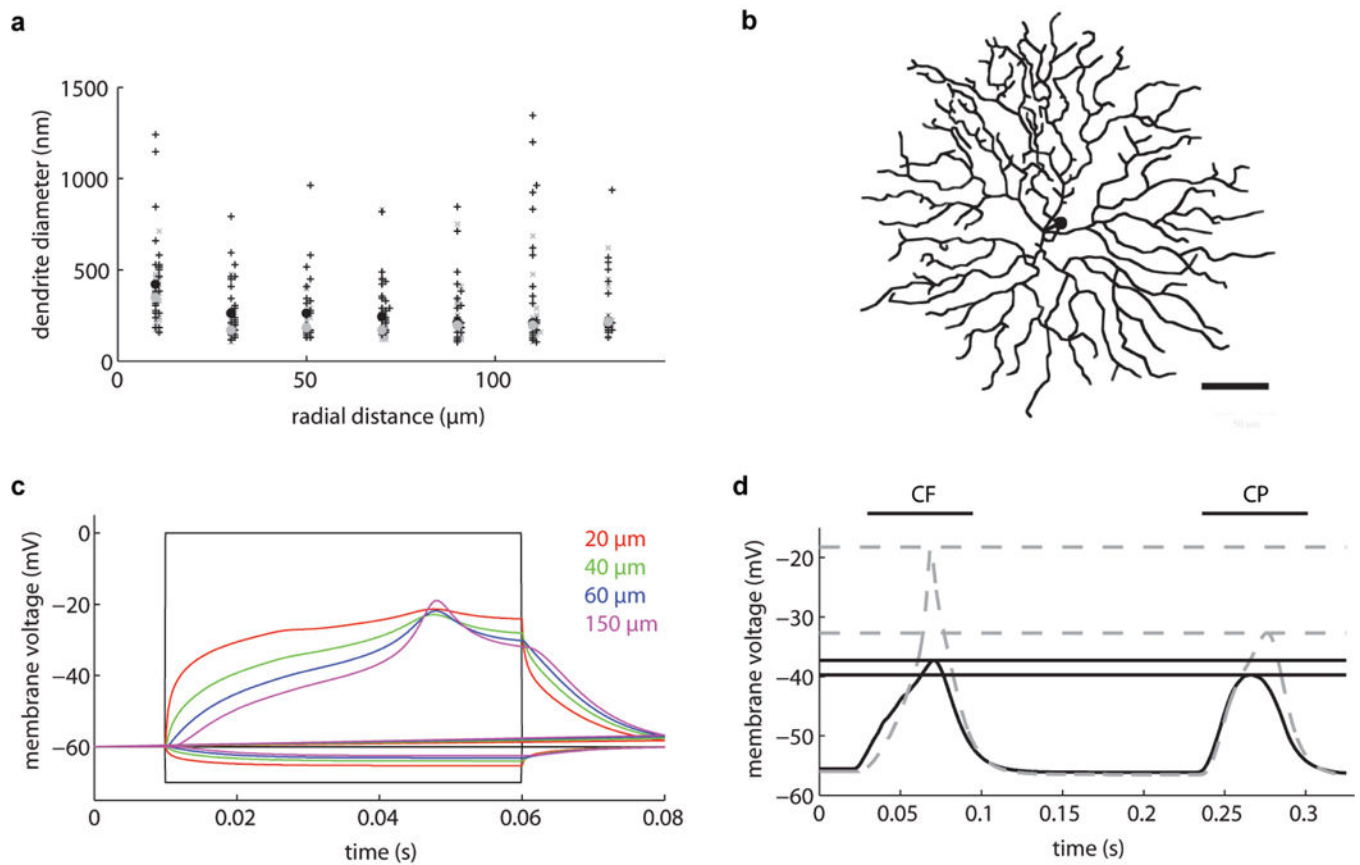 a
1500
1000
500
0
dendrite diameter (nm)
0 50 100
radial distance (µm)
b
c
0
−20
−40
−60
membrane voltage (mV)
20 µm
40 µm
60 µm
150 µm
0 0.02 0.04 0.06 0.08
time (s)
d
CF CP
−20
−30
−40
−50
−60
membrane voltage (mV)
0 0.05 0.1 0.15 0.2 0.25 0.3
time (s)